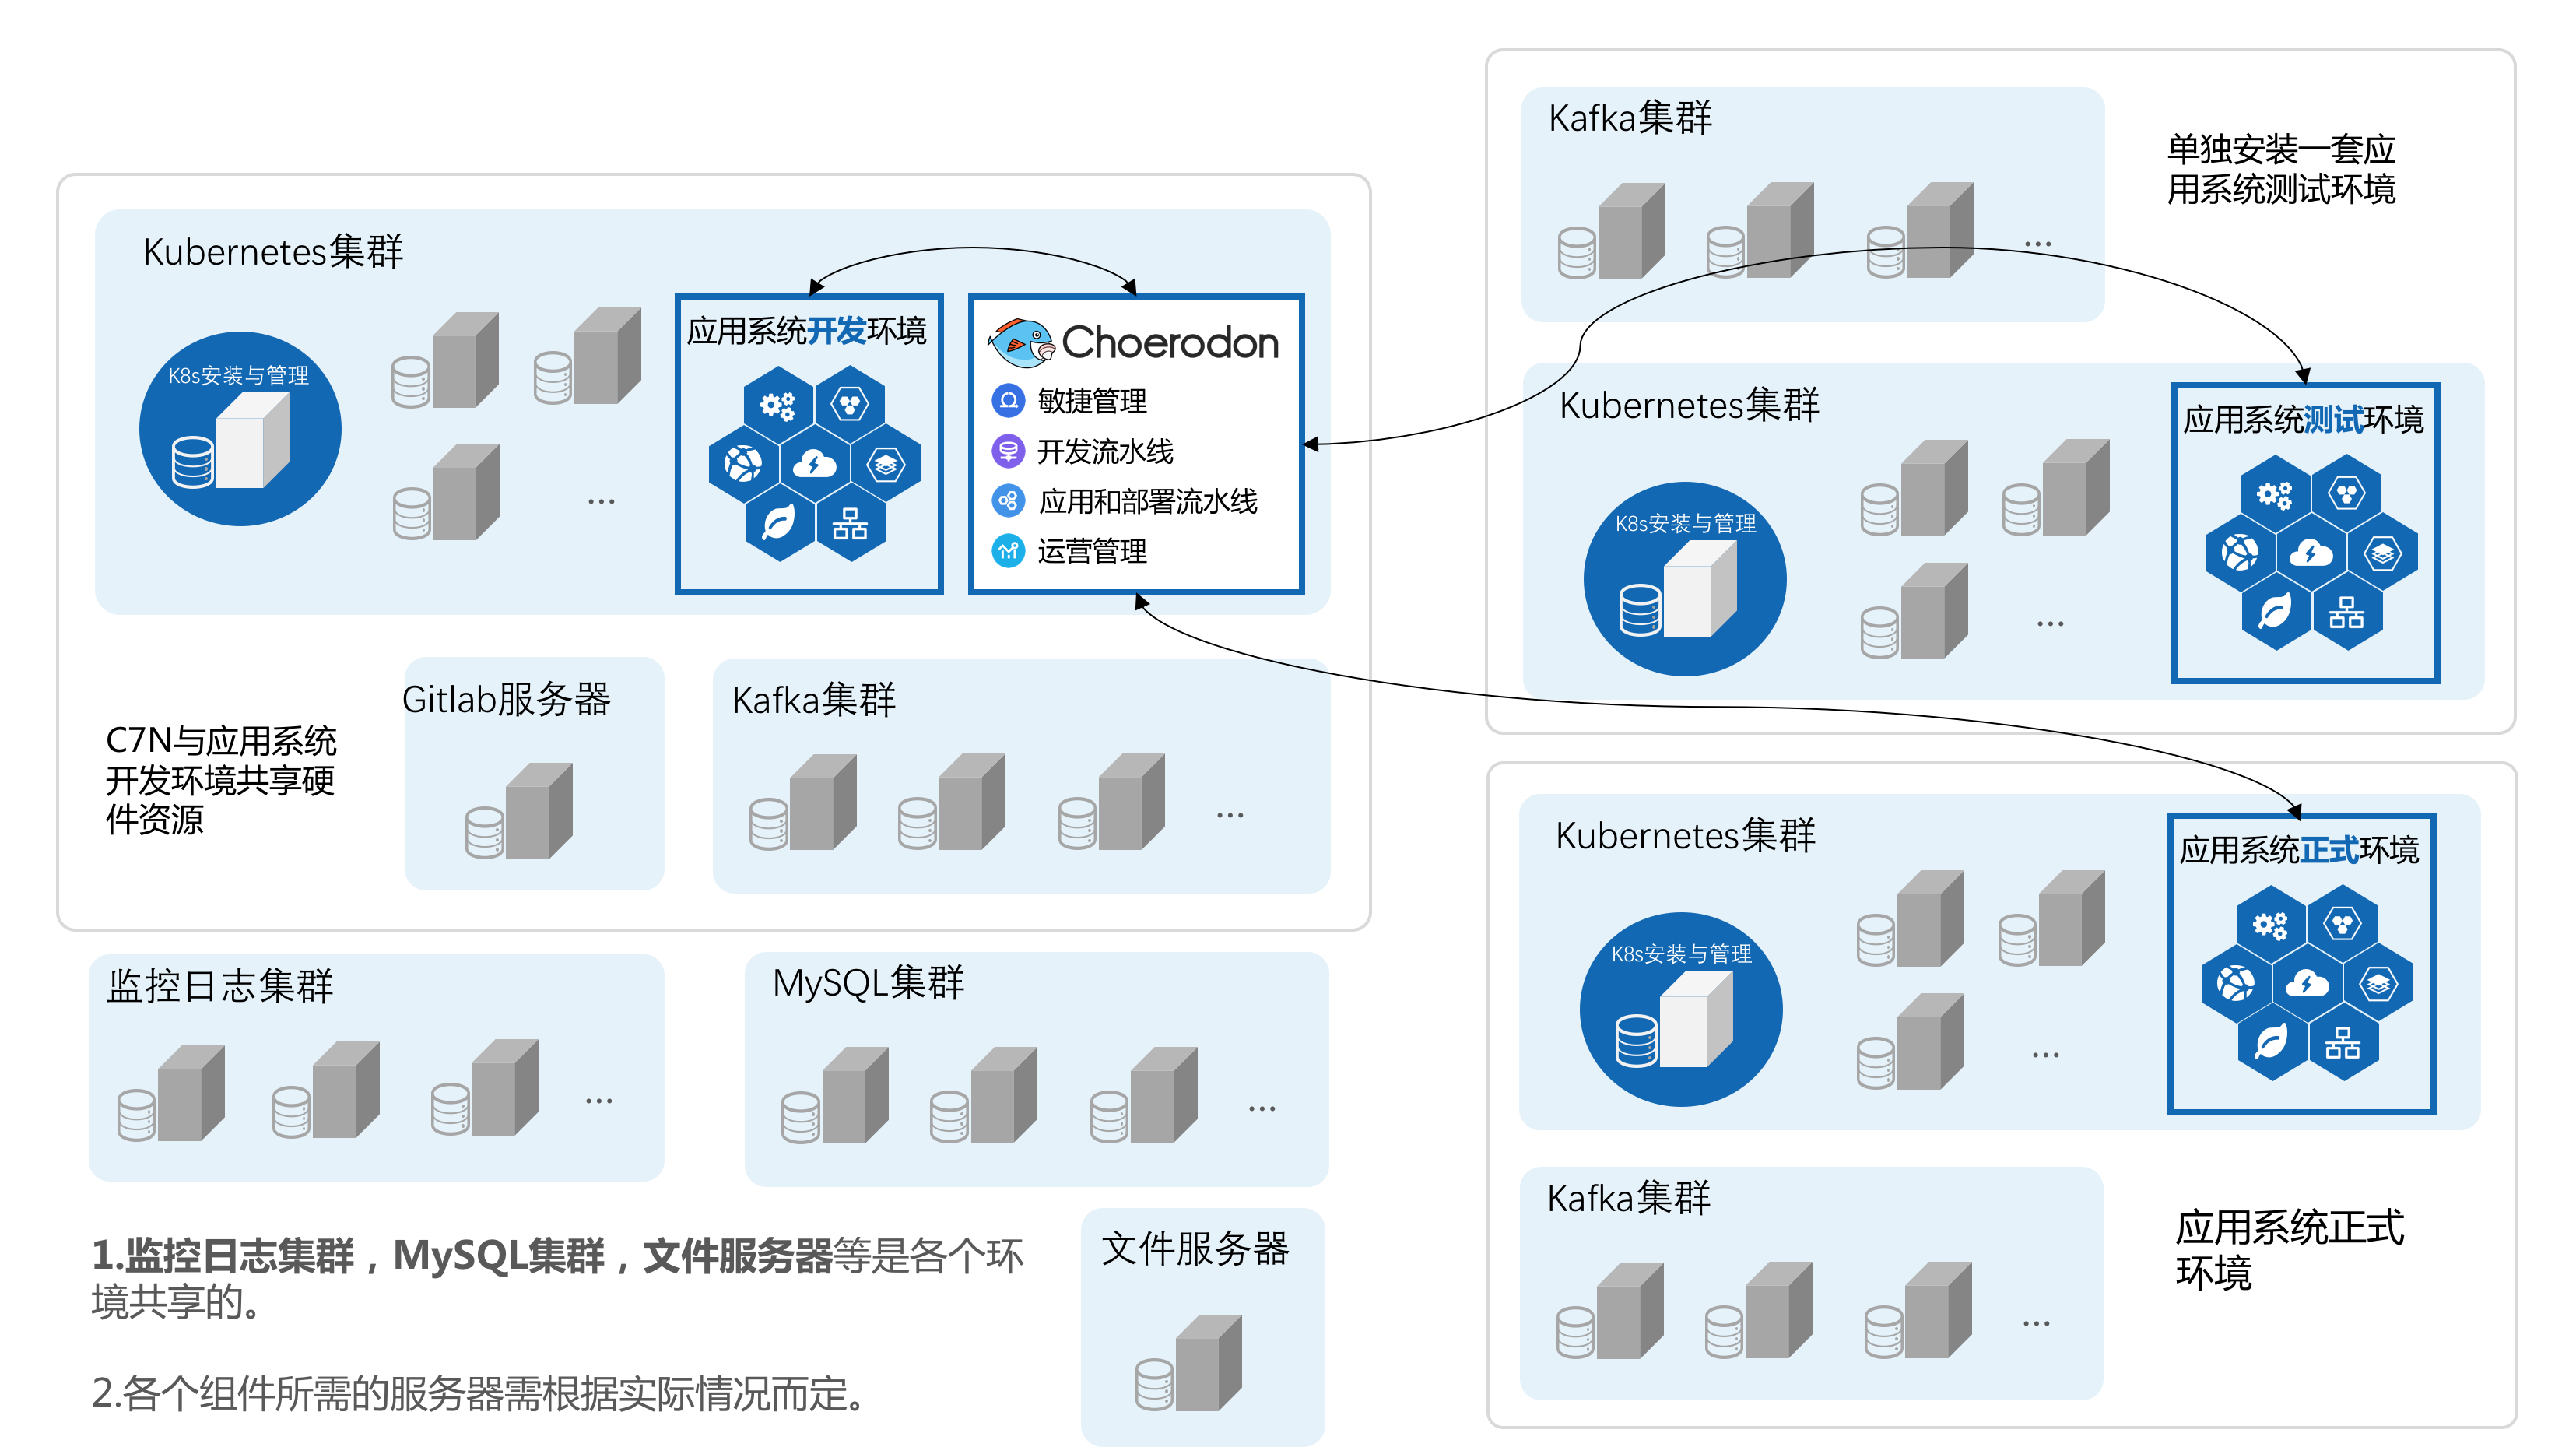 Kubernetes集群
K8s安装与管理
...
应用系统开发环境
Choerodon
敏捷管理
开发流水线
应用和部署流水线
运营管理
C7N与应用系统
开发环境共享硬
件资源
Gitlab服务器
Kafka集群
...
监控日志集群
...
MySQL集群
...
1.监控日志集群，MySQL集群，文件服务器等是各个环
境共享的。
2.各个组件所需的服务器需根据实际情况而定。
文件服务器
Kafka集群
...
单独安装一套应
用系统测试环境
Kubernetes集群
K8s安装与管理
...
应用系统测试环境
Kubernetes集群
K8s安装与管理
...
应用系统正式环境
Kafka集群
...
应用系统正式
环境